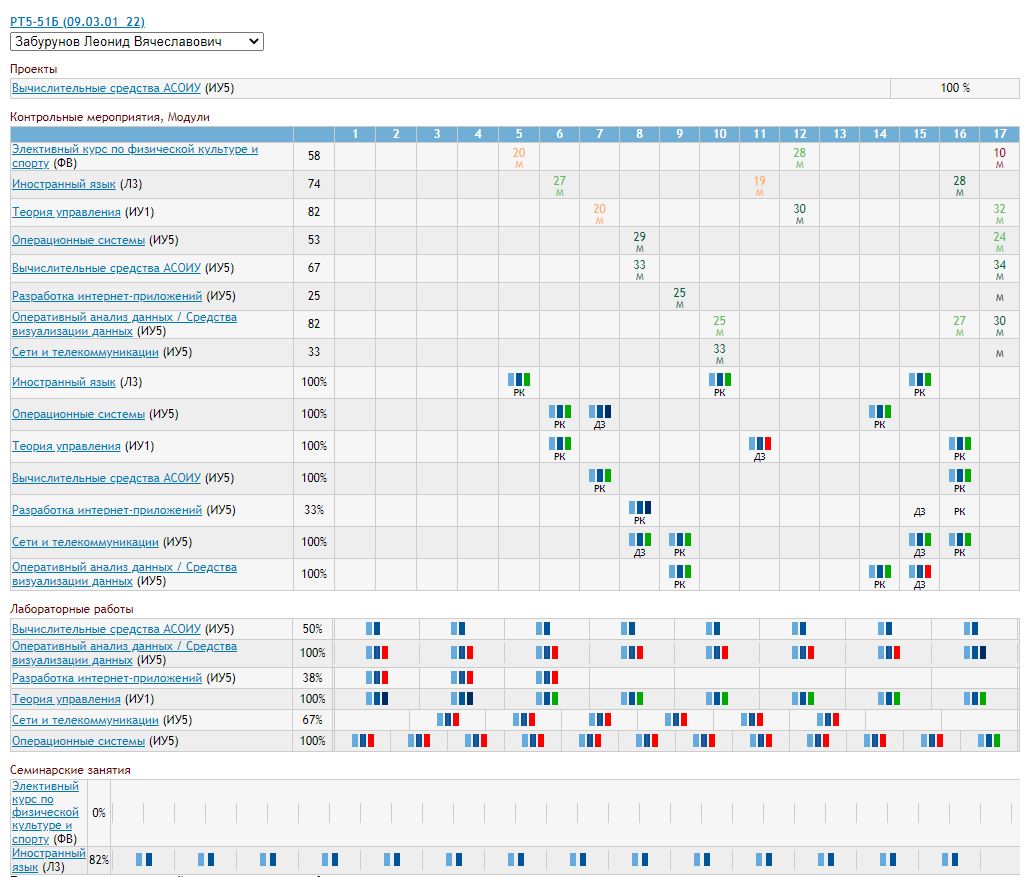 РТ5-51Б (09.03.01_22)
Забурунов Леонид Вячеславович
Проекты
Вычислительные средства АСОИУ (ИУ5) 100 %
Контрольные мероприятия, Модули
1 2 3 4 5 6 7 8 9 10 11 12 13 14 15 16 17
Элективный курс по физической культуре и
спорту (ФВ) 58 20 28 10
М М М
Иностранный язык (Л3) 74 27 19 28
М М М
Теория управления (ИУ1) 82 20 30 32
М М М
Операционные системы (ИУ5) 53 29 24
М М
Вычислительные средства АСОИУ (ИУ5) 67 33 34
М М
Разработка интернет-приложений (ИУ5) 25 25
М М
Оперативный анализ данных / Средства
визуализации данных (ИУ5) 82 25 27 30
М М М
Сети и телекоммуникации (ИУ5) 33 33
М М
Иностранный язык (Л3) 100%
РК РК РК
Операционные системы (ИУ5) 100%
РК ДЗ РК
Теория управления (ИУ1) 100%
РК ДЗ РК
Вычислительные средства АСОИУ (ИУ5) 100%
РК РК
Разработка интернет-приложений (ИУ5) 33% ДЗ РК
РК
Сети и телекоммуникации (ИУ5) 100%
ДЗ РК ДЗ РК
Оперативный анализ данных / Средства
визуализации данных (ИУ5) 100%
РК РК ДЗ
Лабораторные работы
Вычислительные средства АСОИУ (ИУ5) 50%
Оперативный анализ данных / Средства
визуализации данных (ИУ5) 100%
Разработка интернет-приложений (ИУ5) 38%
Теория управления (ИУ1) 100%
Сети и телекоммуникации (ИУ5) 67%
Операционные системы (ИУ5) 100%
Семинарские занятия
Элективный
курс по
физической
культуре и
спорту (ФВ) 0%
Иностранный
язык (Л3) 82%